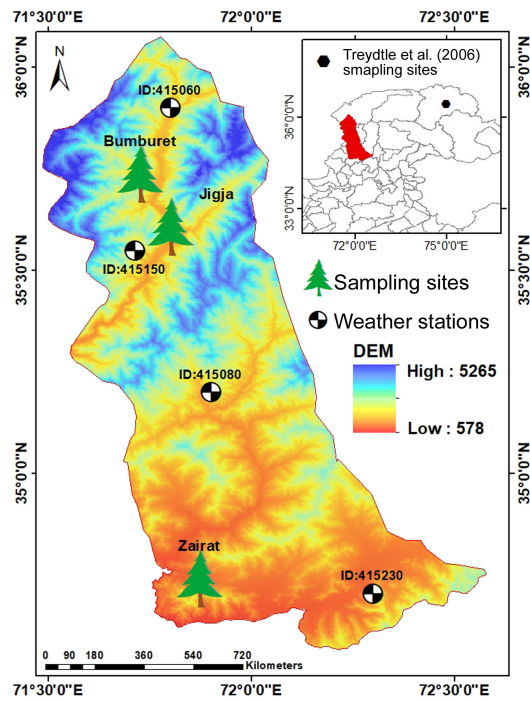 71°30'0"E 72°0'0"E 72°30'0"E
36°0'0"N
35°30'0"N
35°0'0"N
N
ID:415060
Bumburet
Jigja
ID:415150
ID:415080
Zairat
ID:415230
Treydtle et al. (2006)
smapling sites
36°0'0"N
33°0'0"N
72°0'0"E 75°0'0"E
Sampling sites
Weather stations
DEM
High : 5265
Low : 578
0 90 180 360 540 720
Kilometers
36°0'0"N
35°30'0"N
35°0'0"N
71°30'0"E 72°0'0"E 72°30'0"E